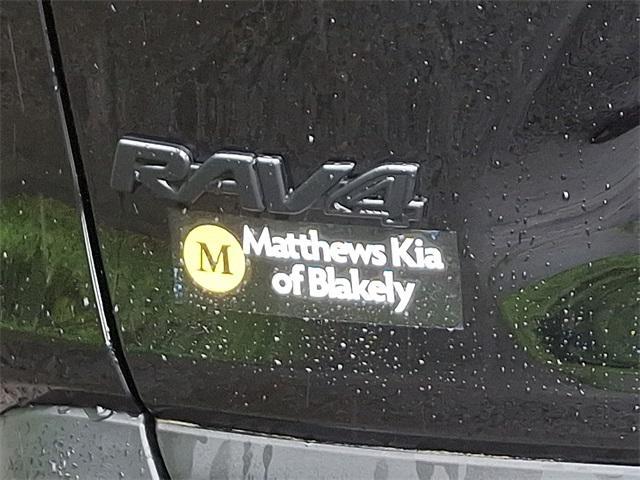 RAV4
M
Matthews Kia
of Blakely